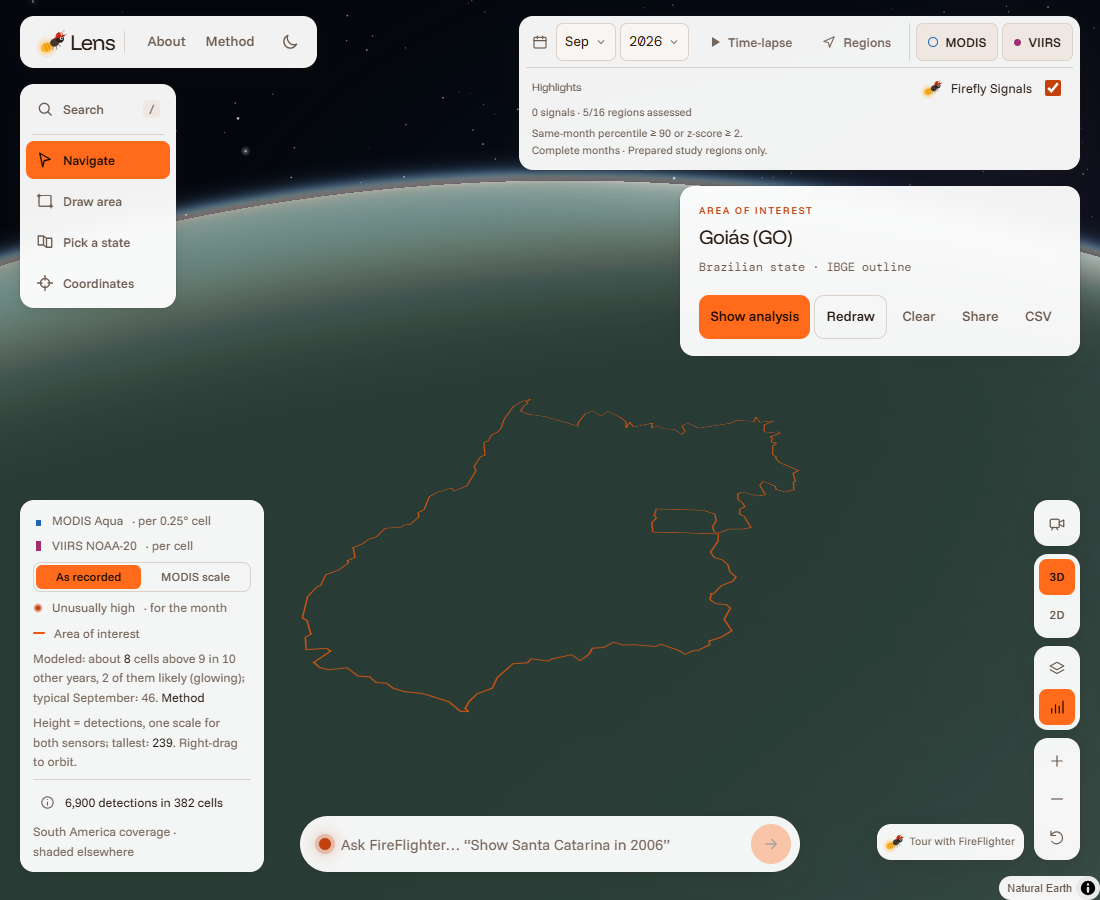 Lens
About
Method
Sep
2026
Time-lapse
Regions
MODIS
VIIRS
Highlights
Firefly Signals
0 signals · 5/16 regions assessed
Same-month percentile ≥ 90 or z-score ≥ 2.
Complete months · Prepared study regions only.
Search
/
Navigate
Draw area
Pick a state
Coordinates
AREA OF INTEREST
Goiás (GO)
Brazilian state · IBGE outline
Show analysis
Redraw
Clear
Share
CSV
MODIS Aqua · per 0.25° cell
VIIRS NOAA-20 · per cell
As recorded
MODIS scale
Unusually high · for the month
Area of interest
Modeled: about 8 cells above 9 in 10
other years, 2 of them likely (glowing);
typical September: 46. Method
Height = detections, one scale for
both sensors; tallest: 239. Right-drag
to orbit.
6,900 detections in 382 cells
South America coverage ·
shaded elsewhere
3D
2D
Ask FireFlighter... “Show Santa Catarina in 2006”
Tour with FireFlighter
Natural Earth